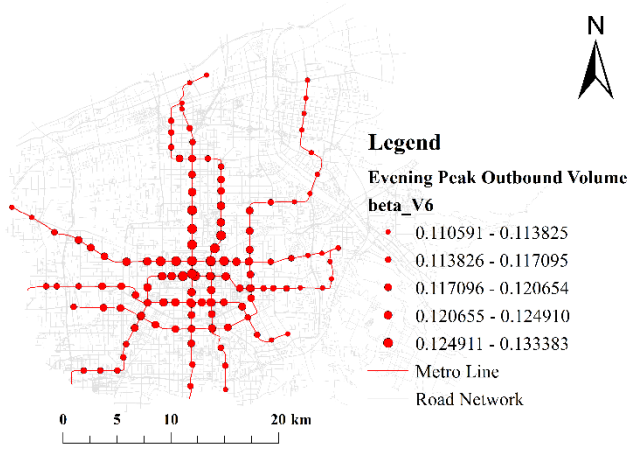 N
Legend
Evening Peak Outbound Volume
beta_V6
0.110591 - 0.113825
0.113826 - 0.117095
0.117096 - 0.120654
0.120655 - 0.124910
0.124911 - 0.133383
Metro Line
Road Network
0 5 10 20 km